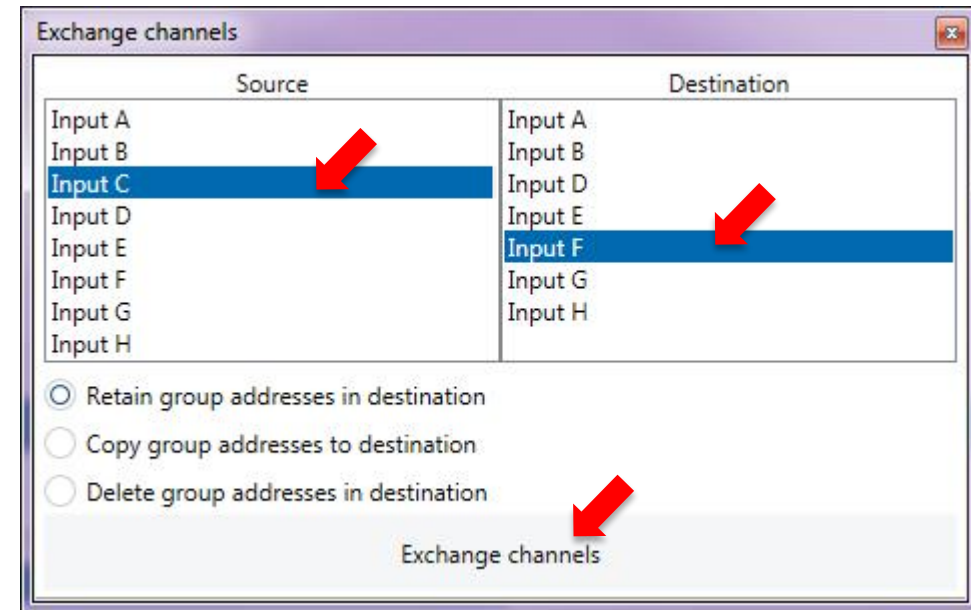 Exchange channels
Source
Destination
Input A
Input B
Input C
Input D
Input E
Input F
Input G
Input H
Input A
Input B
Input D
Input E
Input F
Input G
Input H
Retain group addresses in destination
Copy group addresses to destination
Delete group addresses in destination
Exchange channels